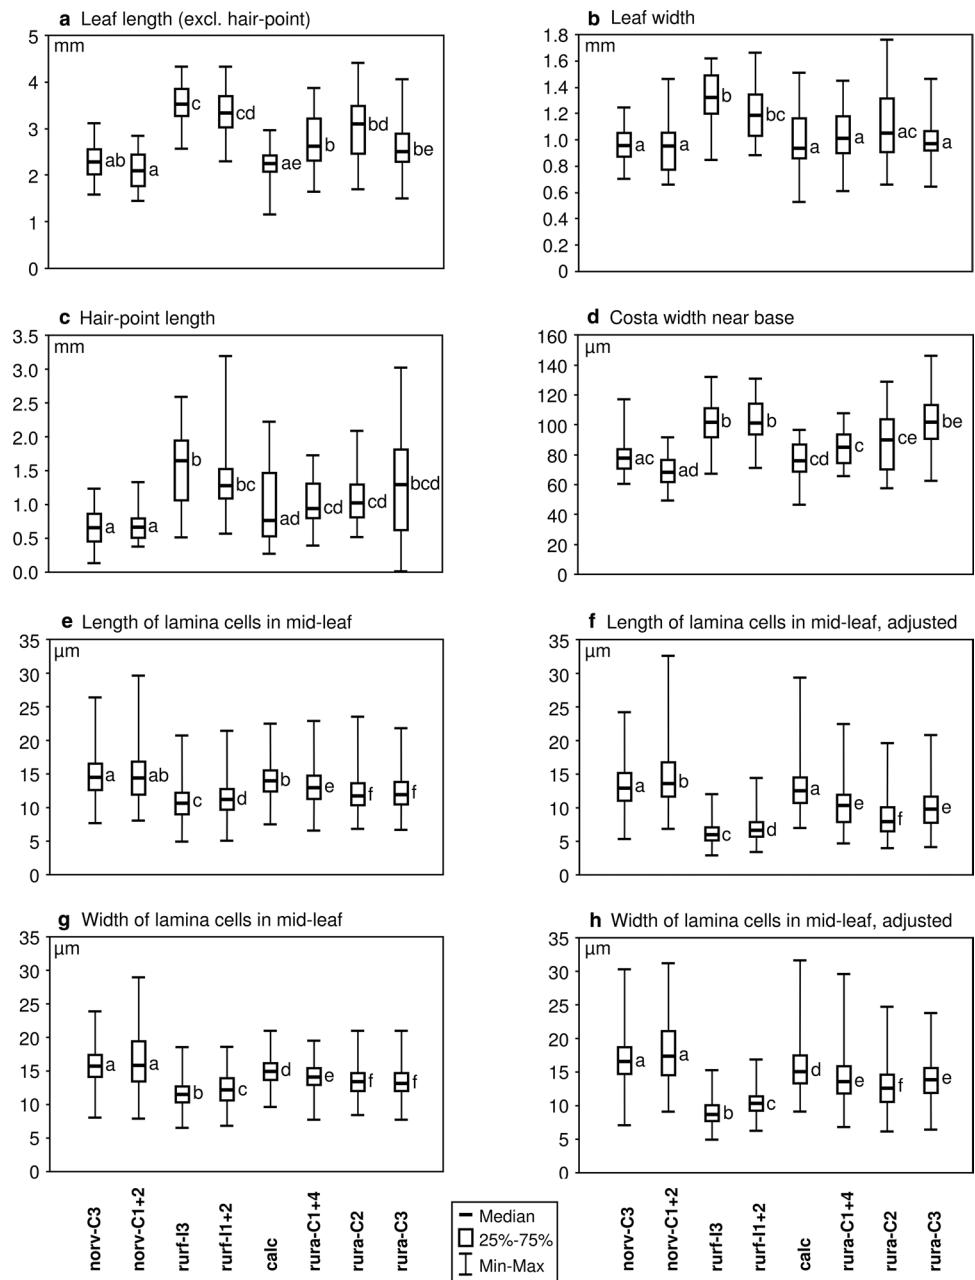 a Leaf length (excl. hair-point)
mm
5
4
3
2
1
0
ab
a
c
cd
ae
b
bd
be
b Leaf width
mm
1.8
1.6
1.4
1.2
1.0
0.8
0.6
0.4
0.2
0
a
a
b
bc
a
a
ac
a
c Hair-point length
mm
3.5
3.0
2.5
2.0
1.5
1.0
0.5
0.0
a
a
b
bc
ad
cd
cd
bcd
d Costa width near base
µm
160
140
120
100
80
60
40
20
0
ac
ad
b
b
cd
c
ce
be
e Length of lamina cells in mid-leaf
µm
35
30
25
20
15
10
5
0
a
ab
c
d
b
e
f
f
f Length of lamina cells in mid-leaf, adjusted
µm
35
30
25
20
15
10
5
0
a
b
c
d
a
e
f
e
g Width of lamina cells in mid-leaf
µm
35
30
25
20
15
10
5
0
a
a
b
c
d
e
f
f
h Width of lamina cells in mid-leaf, adjusted
µm
35
30
25
20
15
10
5
0
a
a
b
c
d
e
f
e
norv-C3
norv-C1+2
rurf-I3
rurf-I1+2
calc
rura-C1+4
rura-C2
rura-C3
Median
25%-75%
Min-Max
norv-C3
norv-C1+2
rurf-I3
rurf-I1+2
calc
rura-C1+4
rura-C2
rura-C3